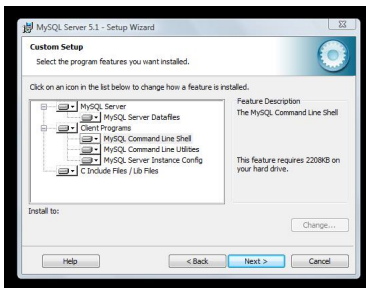 MySQL Server 5.1 - Setup Wizard
Custom Setup
Select the program features you want installed.
Click on an icon in the list below to change how a feature is installed.
MySQL Server
MySQL Server Datafiles
Client Programs
MySQL Command Line Shell
MySQL Command Line Utilities
MySQL Server Instance Config
C Include Files / Lib Files
Feature Description
The MySQL Command Line Shell
This feature requires 2208KB on
your hard drive.
Install to:
Change...
Help
< Back
Next >
Cancel